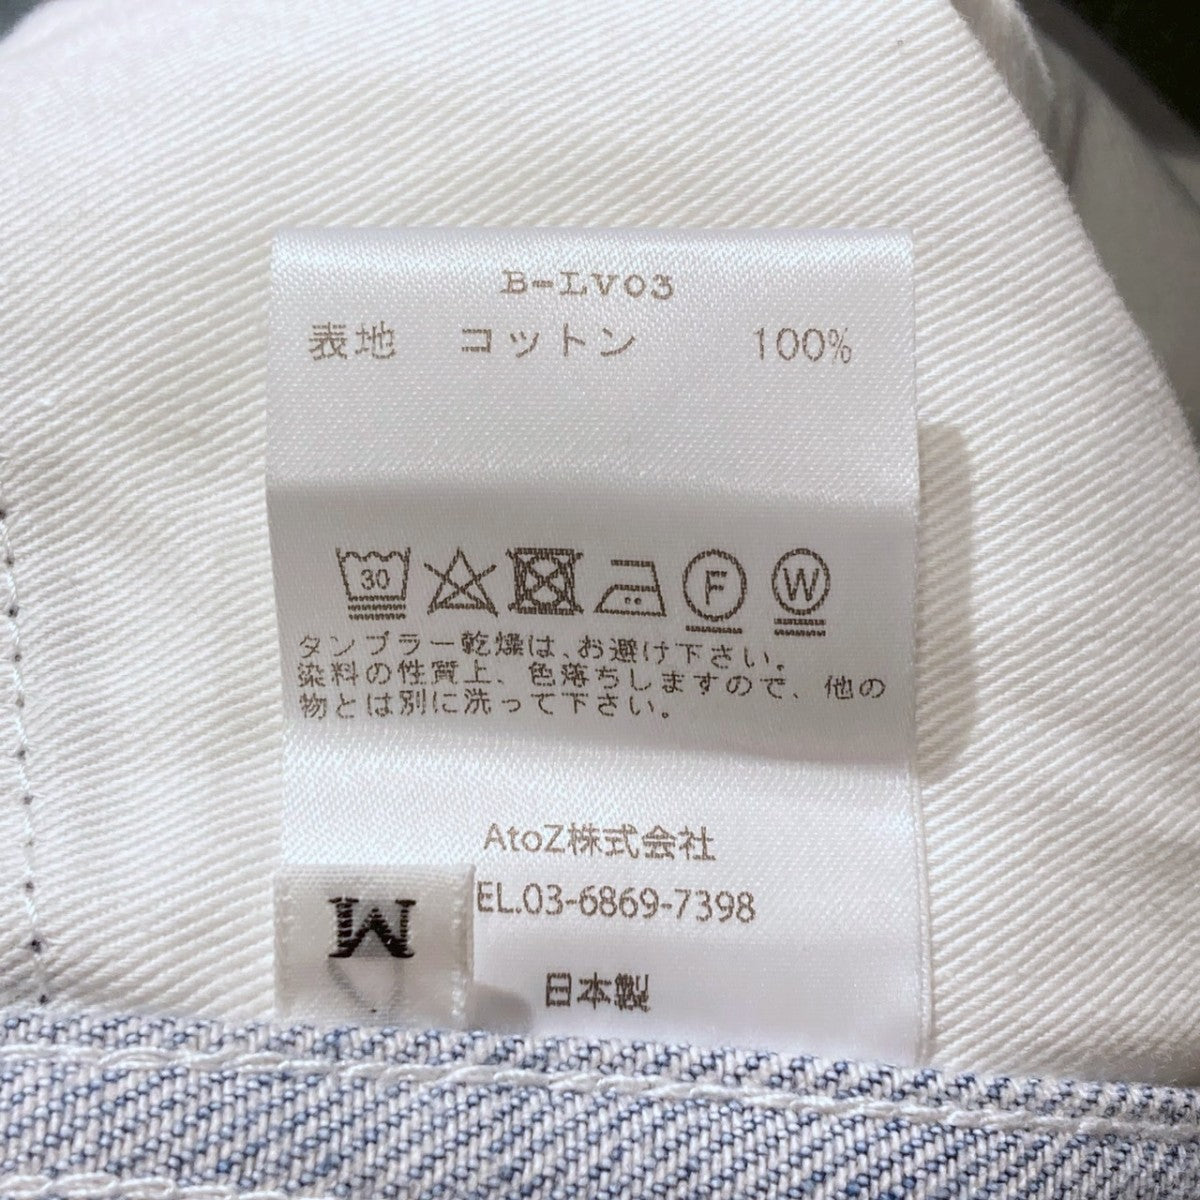 B-LV03
表地 コットン 100%
30
F W
タンブラー乾燥は、お避け下さい。
染料の性質上、色落ちしますので、他の
物とは別に洗って下さい。
AtoZ株式会社
EL.03-6869-7398
M
日本製